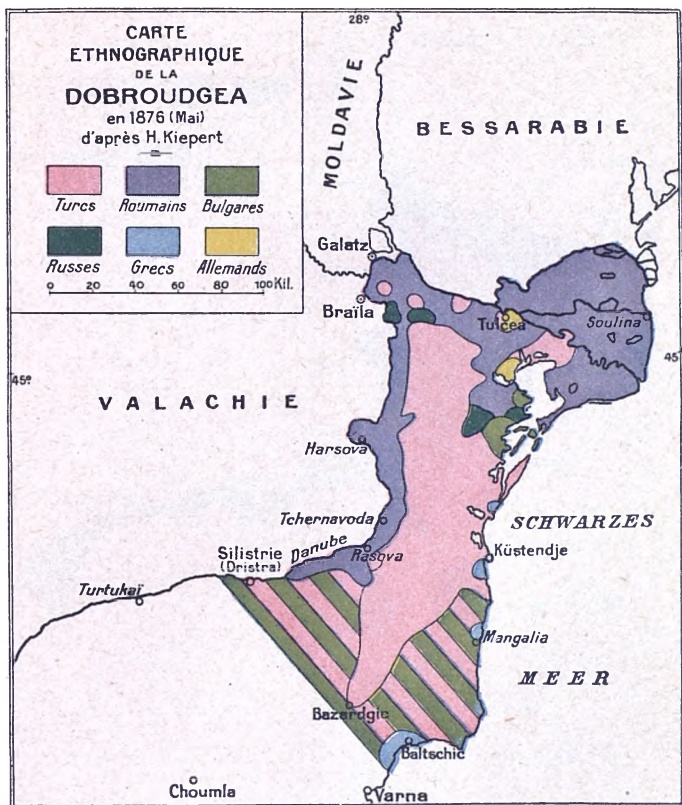 CARTE
ETHNOGRAPHIQUE
DE LA
DOBROUDGEA
en 1876 (Mai)
d'après H. Kiepert
Turcs Roumains Bulgares
Russes Grecs Allemands
0 20 40 60 80 100 Kil.
28º
MOLDAVIE
BESSARABIE
Galatz
Braïla
Tulcea
Soulina
45º
45
VALACHIE
Harsova
Tchernavoda
SCHWARZES
Danube
Rasova
Küstendje
Silistrie
(Dristra)
Turtukaï
Mangalia
MEER
Bazardgic
Baltschic
Choumla
Varna